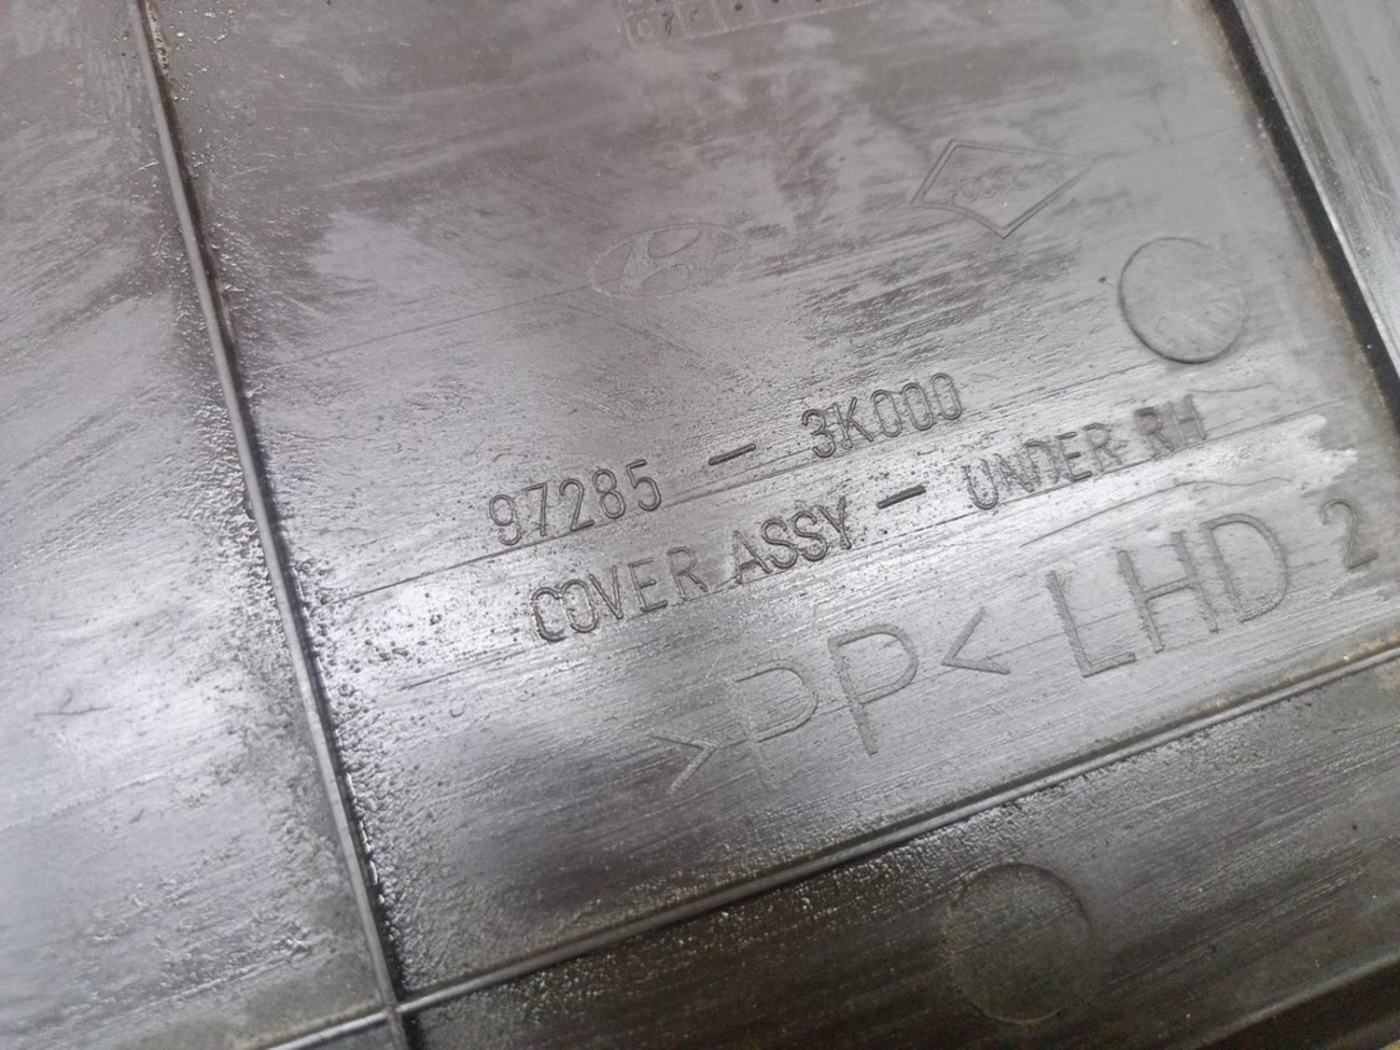 97285 - 3K000
COVER ASSY - UNDER RH
>PP< LHD 2